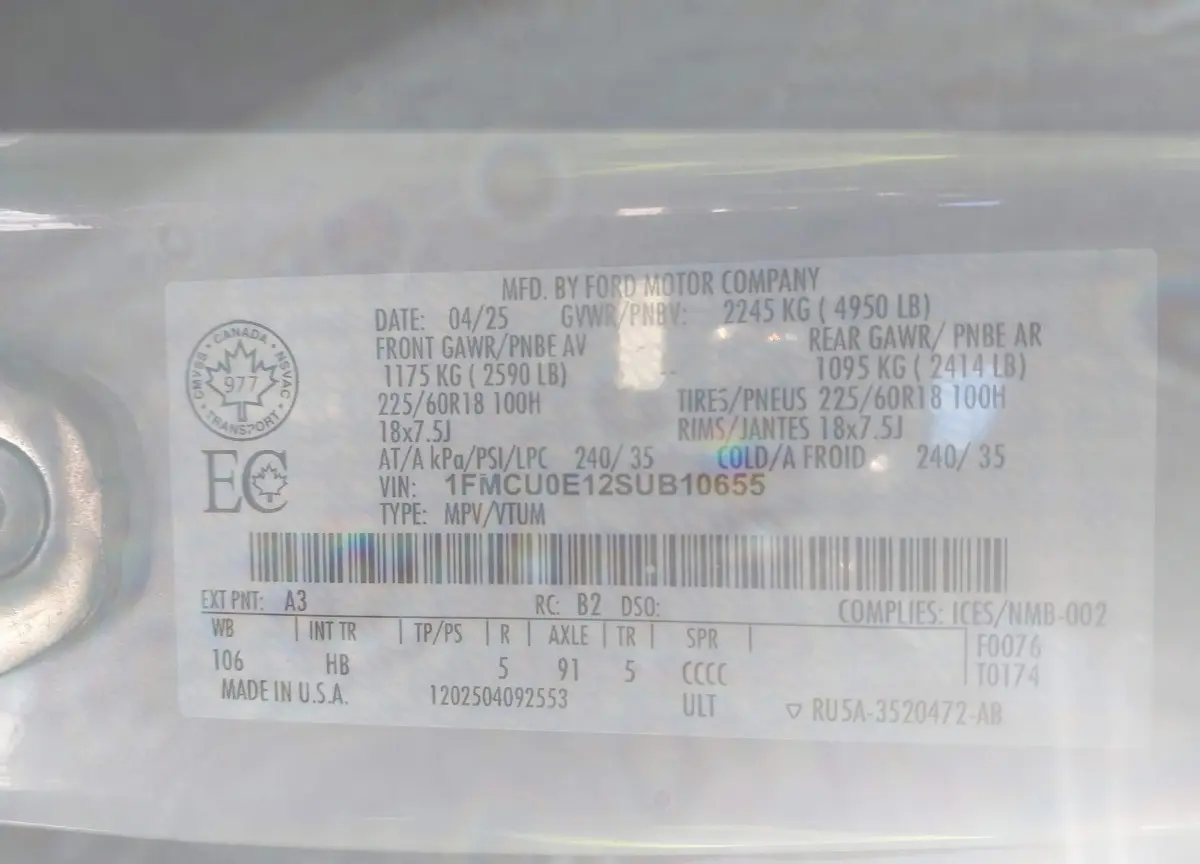 MFD. BY FORD MOTOR COMPANY
DATE: 04/25 GVWR/PNBV: 2245 KG ( 4950 LB)
FRONT GAWR/PNBE AV REAR GAWR/ PNBE AR
1175 KG ( 2590 LB) 1095 KG ( 2414 LB)
225/60R18 100H TIRES/PNEUS 225/60R18 100H
18x7.5J RIMS/JANTES 18x7.5J
AT/A kPa/PSI/LPC 240/ 35 COLD/A FROID 240/ 35
VIN: 1FMCU0E12SUB10655
TYPE: MPV/VTUM
CANADA
CMVSS NSVAC
977
TRANSPORT
EC
EXT PNT: A3 RC: B2 DSO: COMPLIES: ICES/NMB-002
WB INT TR TP/PS R AXLE TR SPR F0076
106 HB 5 91 5 CCCC T0174
MADE IN U.S.A. 1202504092553 ULT ▽ RU5A-3520472-AB